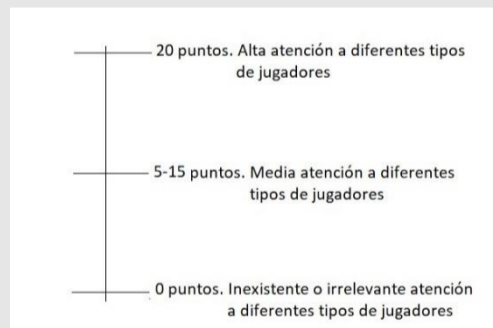 20 puntos. Alta atención a diferentes tipos
de jugadores
5-15 puntos. Media atención a diferentes
tipos de jugadores
0 puntos. Inexistente o irrelevante atención
a diferentes tipos de jugadores